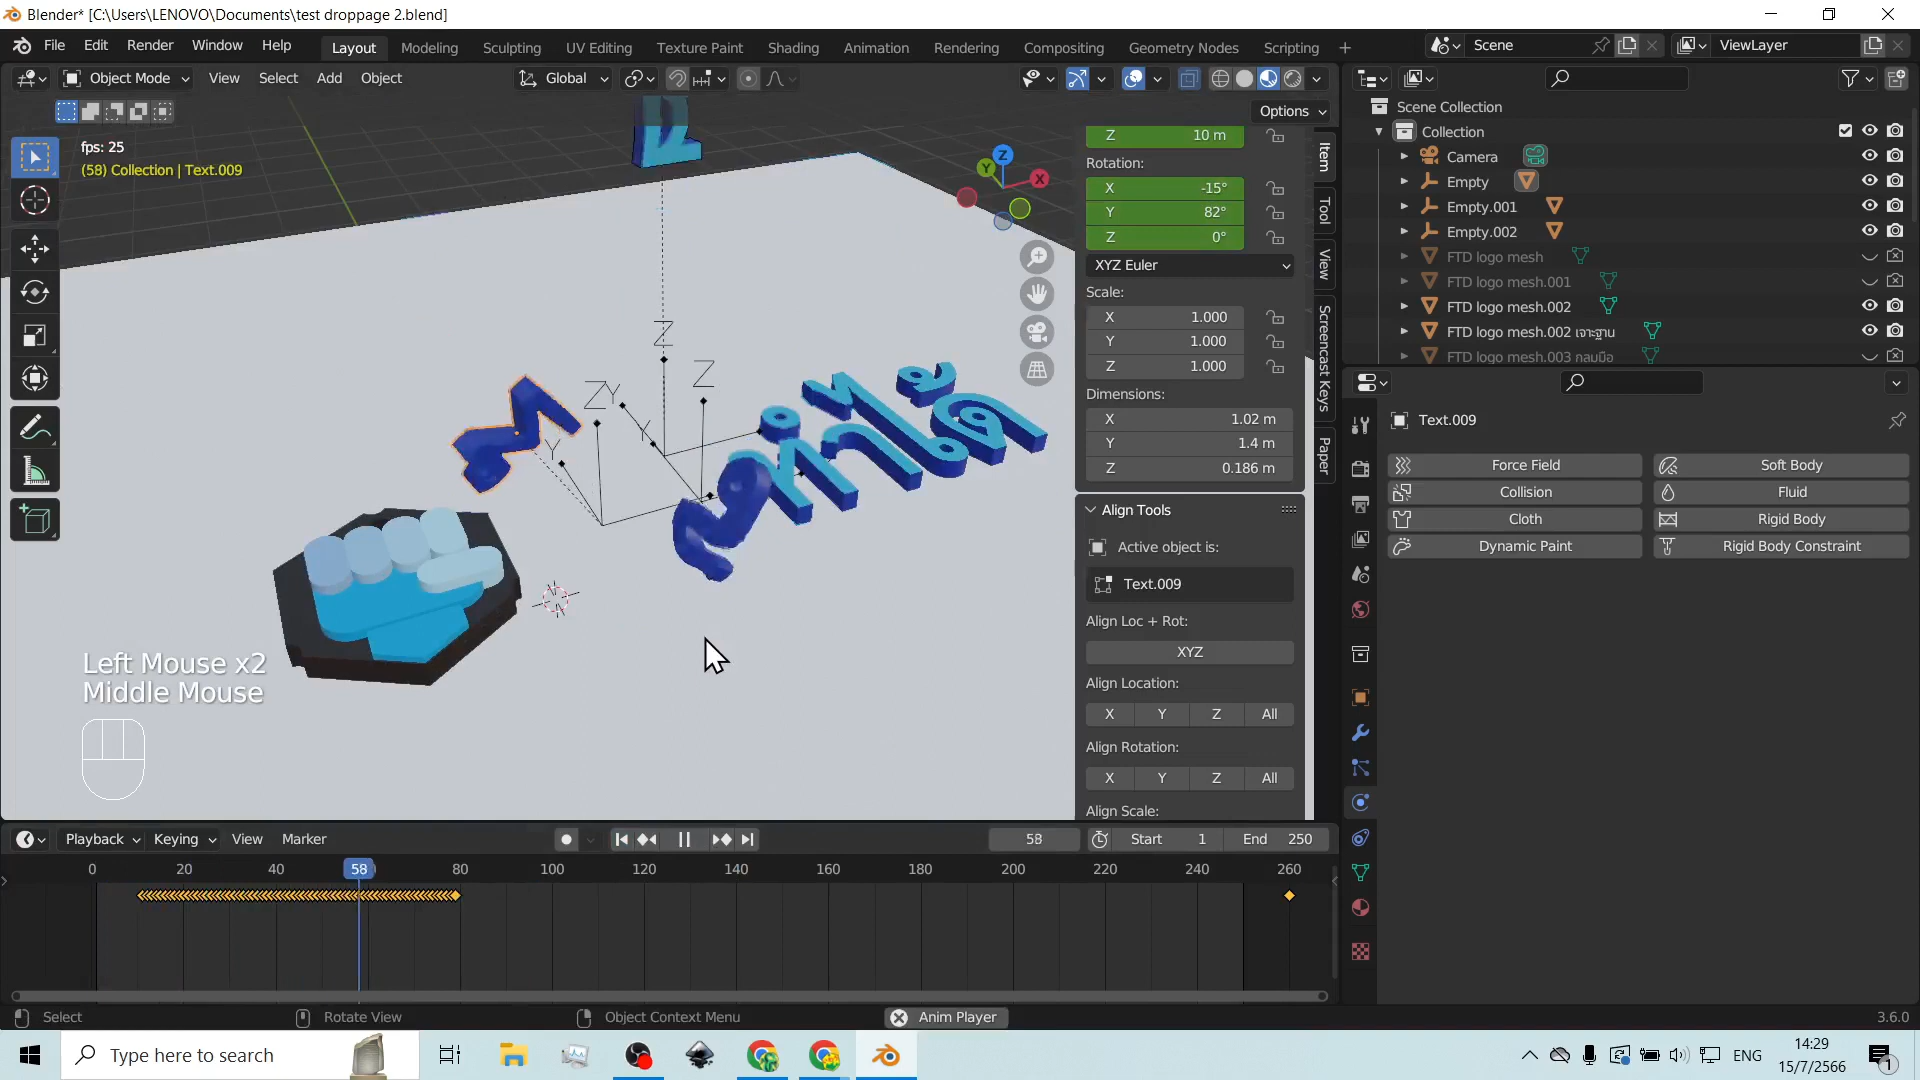 Blender* [C:\Users\LENOVO\Documents\test droppage 2.blend]
File Edit Render Window Help
Layout Modeling Sculpting UV Editing Texture Paint Shading Animation Rendering Compositing Geometry Nodes Scripting
Scene ViewLayer
Object Mode View Select Add Object Global
Options
fps: 25
(58) Collection | Text.009
Z 10 m
Rotation:
X -15°
Y 82°
Z 0°
XYZ Euler
Scale:
X 1.000
Y 1.000
Z 1.000
Dimensions:
X 1.02 m
Y 1.4 m
Z 0.186 m
Align Tools
Active object is:
Text.009
Align Loc + Rot:
XYZ
Align Location:
X Y Z All
Align Rotation:
X Y Z All
Align Scale:
Item
Tool
View
Screencast Keys
Paper
Z Y X
Z
Z
Z Y
Y
Y
Left Mouse x2
Middle Mouse
Scene Collection
Collection
Camera
Empty
Empty.001
Empty.002
FTD logo mesh
FTD logo mesh.001
FTD logo mesh.002
FTD logo mesh.002 เจาะฐาน
FTD logo mesh.003 กลมมือ
Text.009
Force Field Soft Body
Collision Fluid
Cloth Rigid Body
Dynamic Paint Rigid Body Constraint
Playback Keying View Marker
58 Start 1 End 250
0 20 40 58 80 100 120 140 160 180 200 220 240 260
Select Rotate View Object Context Menu Anim Player 3.6.0
Type here to search
ENG
14:29
15/7/2566
1